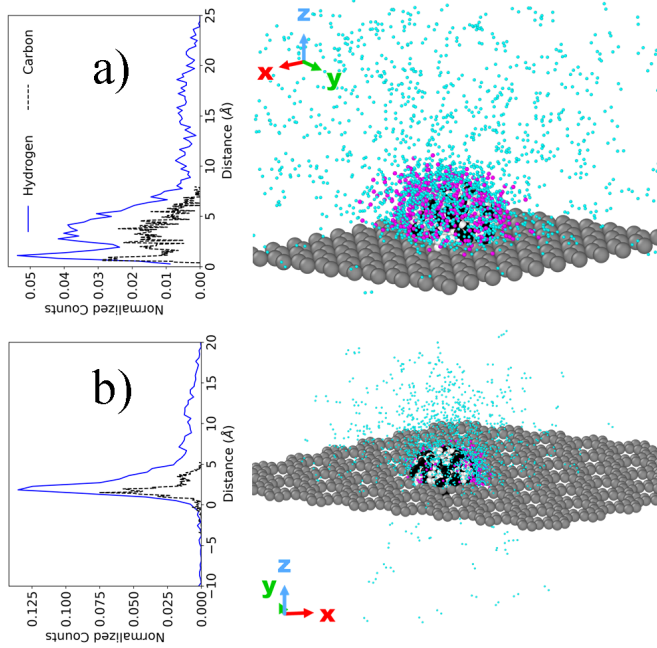 a)
Hydrogen
Carbon
Normalized Counts
0.00
0.01
0.02
0.03
0.04
0.05
0
5
10
15
20
25
Distance (Å)
z
x
y
b)
Normalized Counts
0.000
0.025
0.050
0.075
0.100
0.125
−10
−5
0
5
10
15
20
Distance (Å)
y
z
x